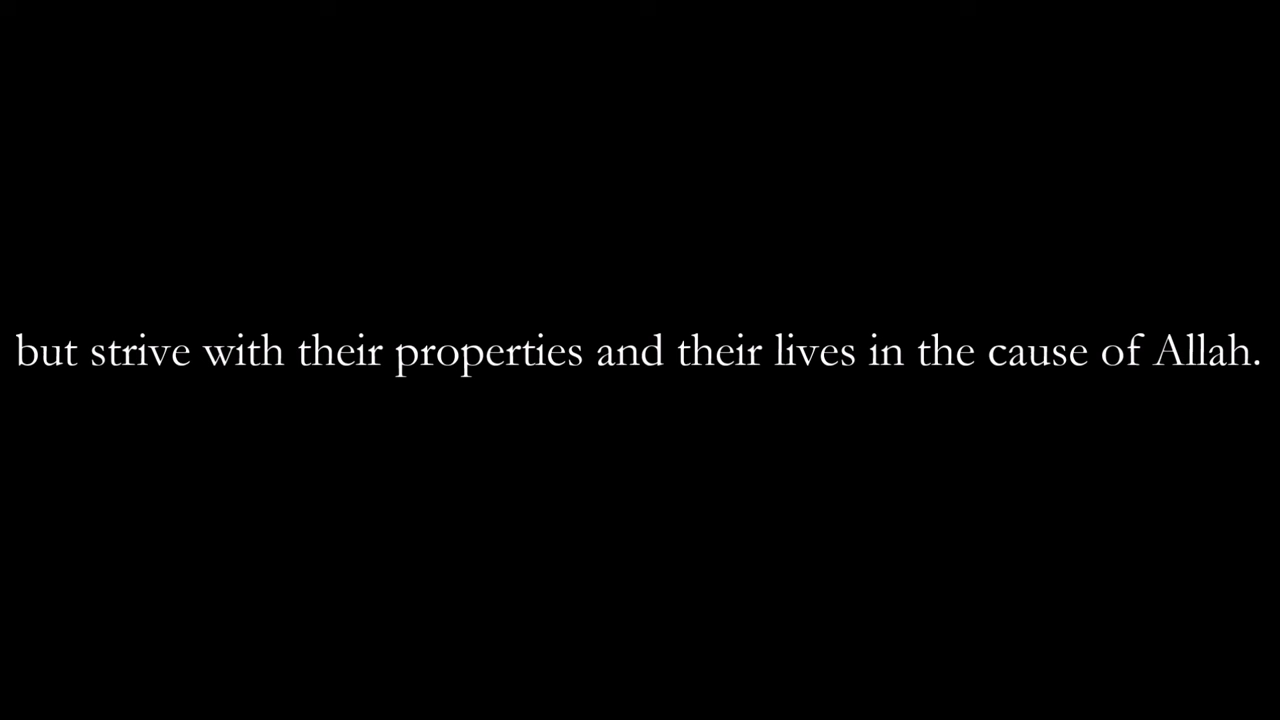 but strive with their properties and their lives in the cause of Allah.